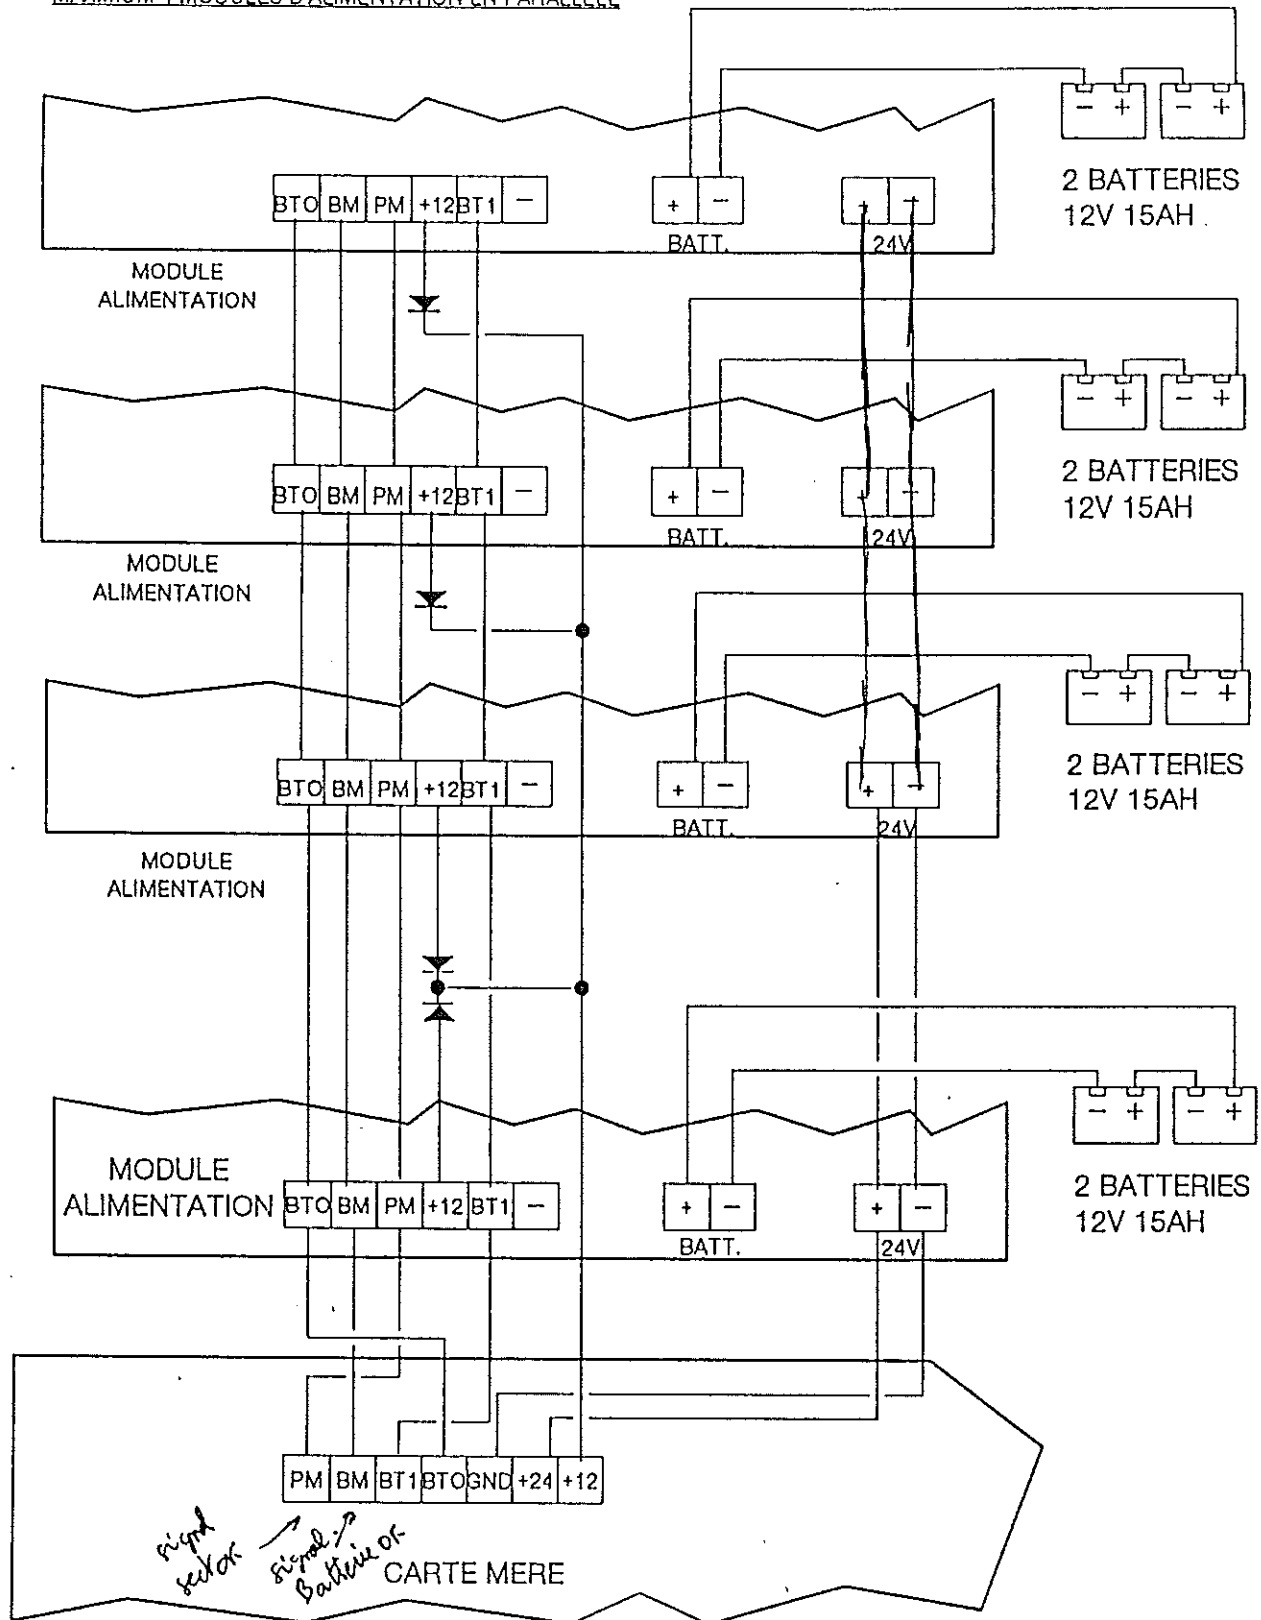 MAXIMUM 4 MODULES D'ALIMENTATION EN PARALLELE
- + - +
2 BATTERIES
12V 15AH
BTO BM PM +12 BT1 -
+ -
+ -
BATT.
24V
MODULE
ALIMENTATION
- + - +
2 BATTERIES
12V 15AH
BTO BM PM +12 BT1 -
+ -
+ -
BATT.
24V
MODULE
ALIMENTATION
- + - +
2 BATTERIES
12V 15AH
BTO BM PM +12 BT1 -
+ -
+ -
BATT.
24V
MODULE
ALIMENTATION
- + - +
2 BATTERIES
12V 15AH
MODULE
ALIMENTATION
BTO BM PM +12 BT1 -
+ -
+ -
BATT.
24V
PM BM BT1 BTO GND +24 +12
signal
signal
Batterie OK
CARTE MERE